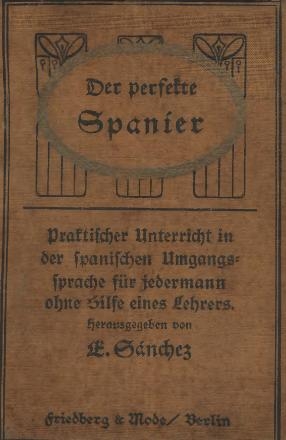 Der perfekte
Spanier
Praktischer Unterricht in
der spanischen Umgangs-
sprache für jedermann
ohne Hilfe eines Lehrers.
Herausgegeben von
E. Sánchez
Friedberg & Mode / Berlin